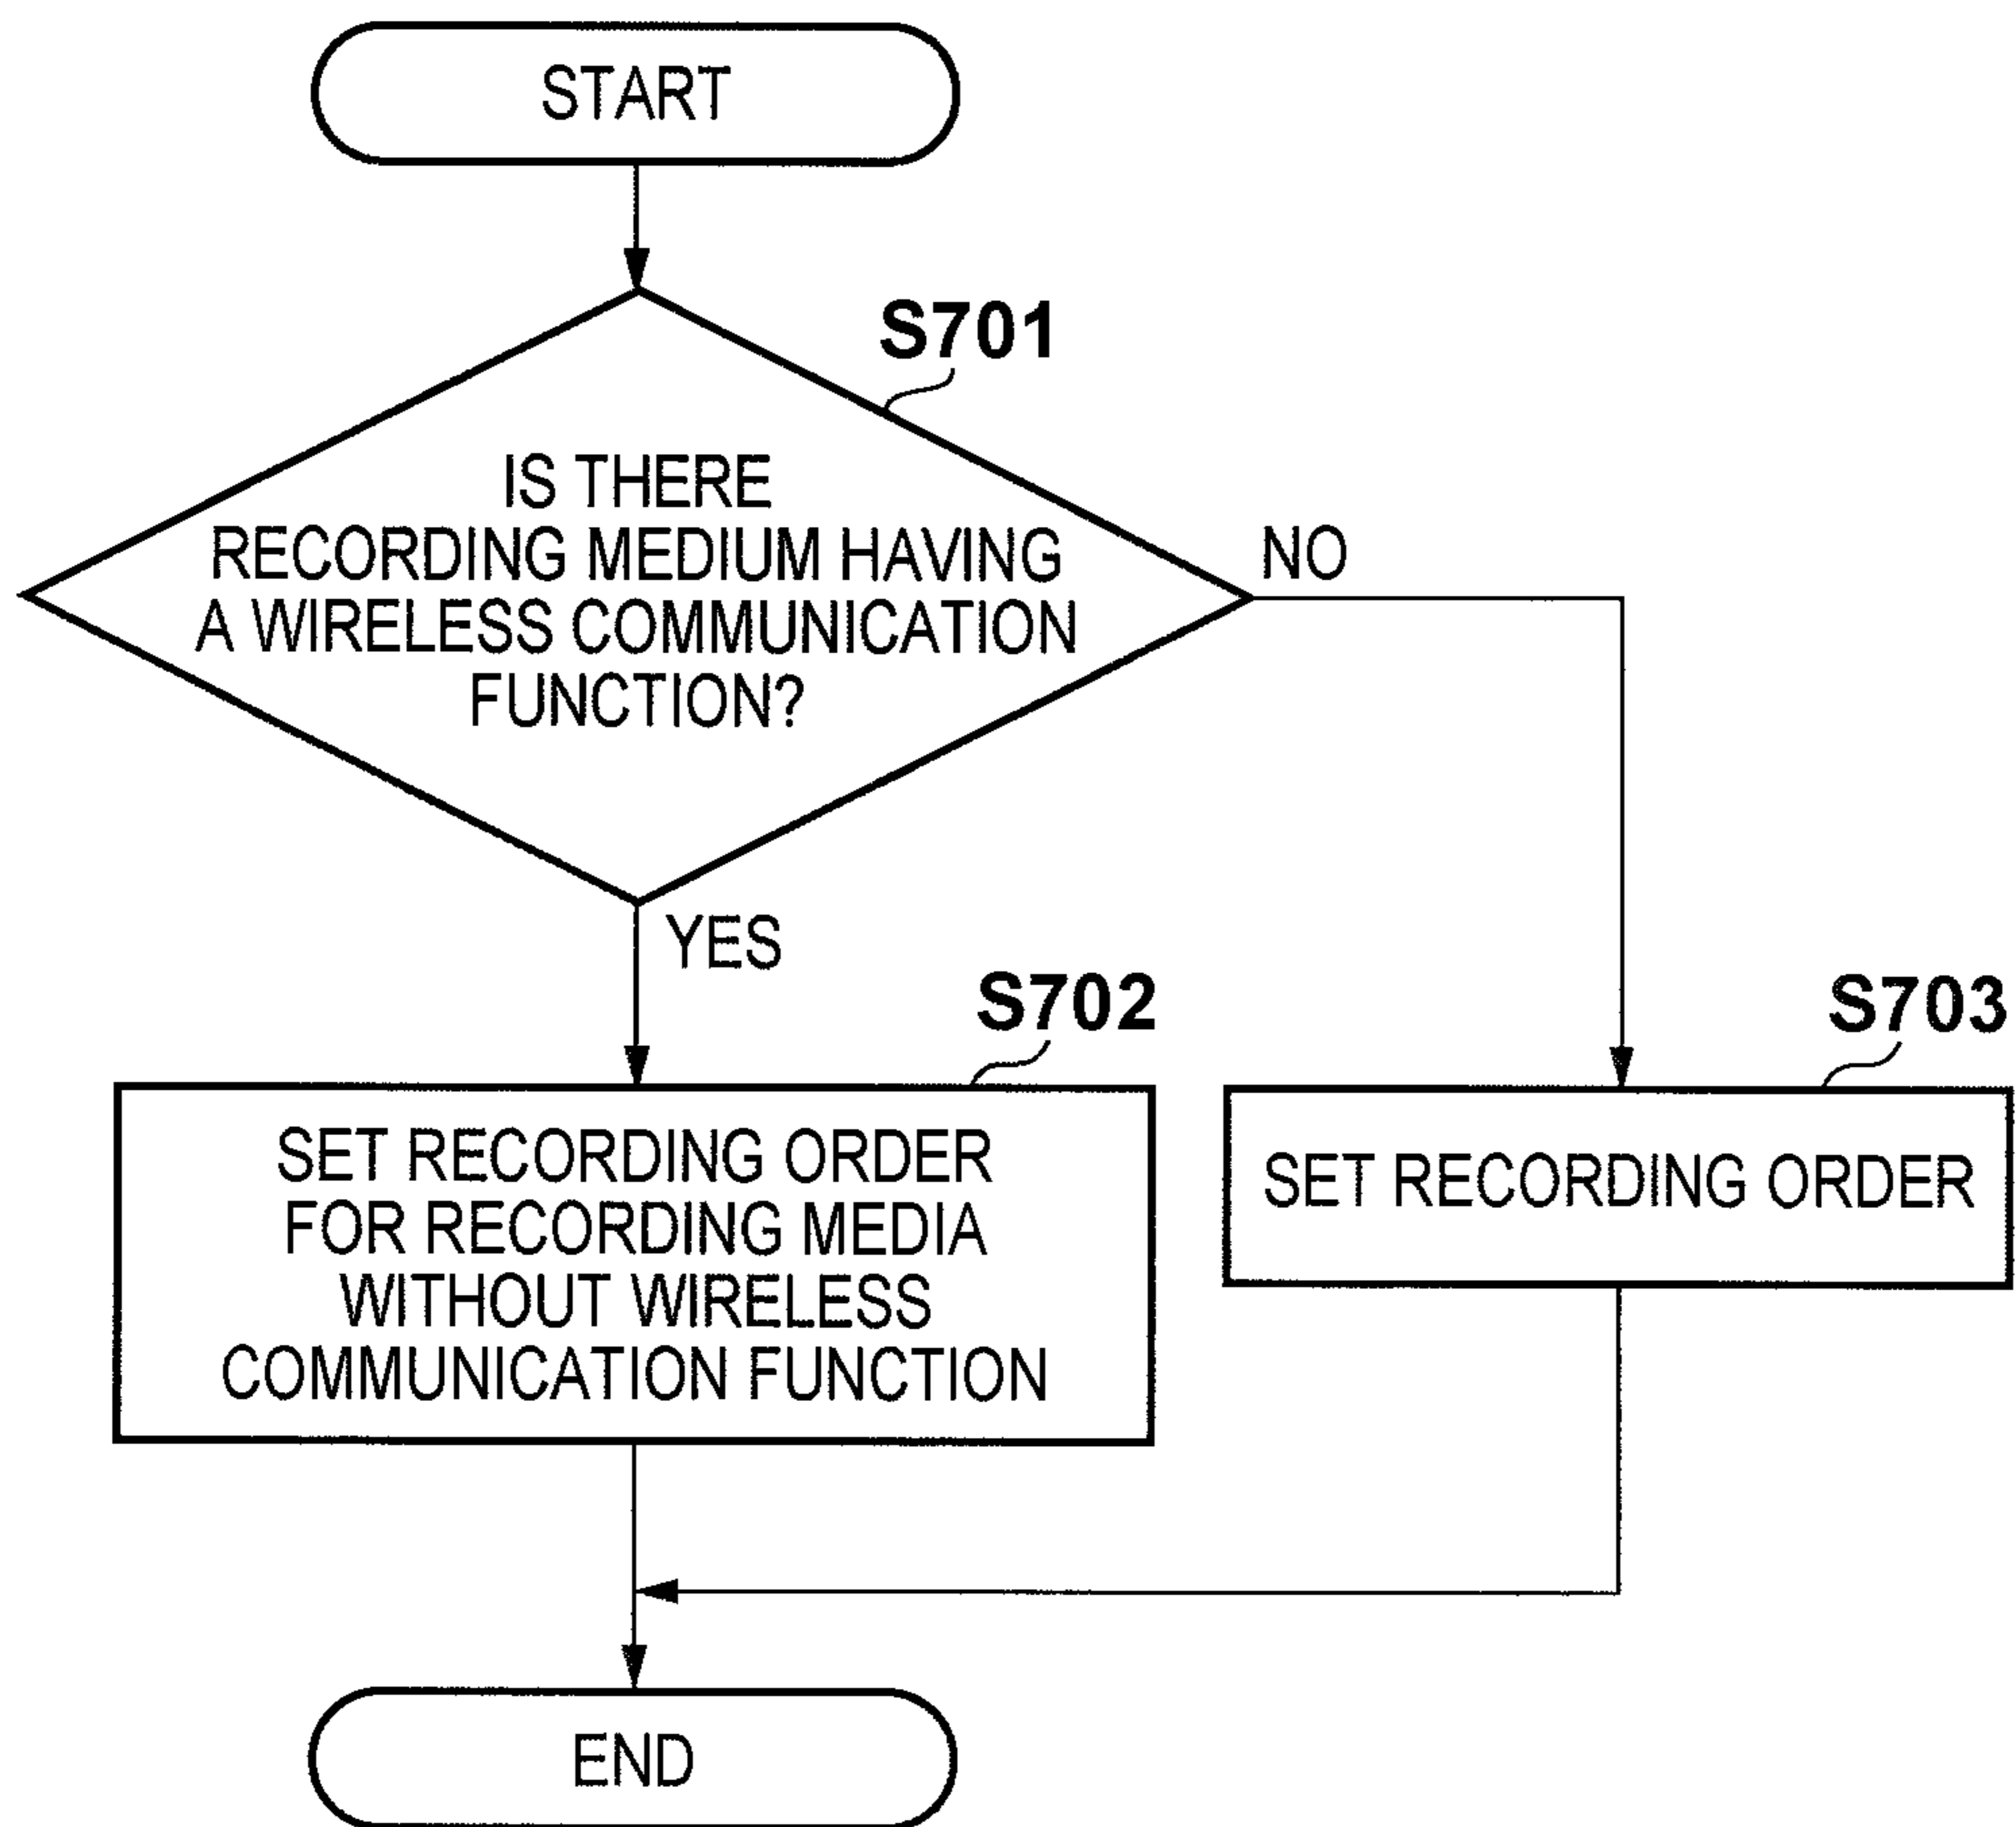 START
S701
IS THERE
RECORDING MEDIUM HAVING
A WIRELESS COMMUNICATION
FUNCTION?
NO
YES
S702
SET RECORDING ORDER
FOR RECORDING MEDIA
WITHOUT WIRELESS
COMMUNICATION FUNCTION
S703
SET RECORDING ORDER
END